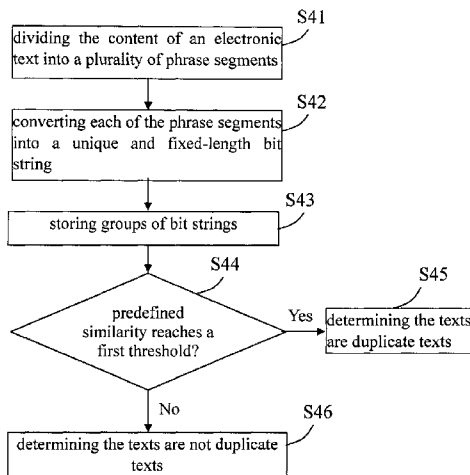 S41
dividing the content of an electronic
text into a plurality of phrase segments
S42
converting each of the phrase segments
into a unique and fixed-length bit
string
S43
storing groups of bit strings
S44
predefined
similarity reaches a
first threshold?
Yes
S45
determining the texts
are duplicate texts
No
S46
determining the texts are not duplicate
texts